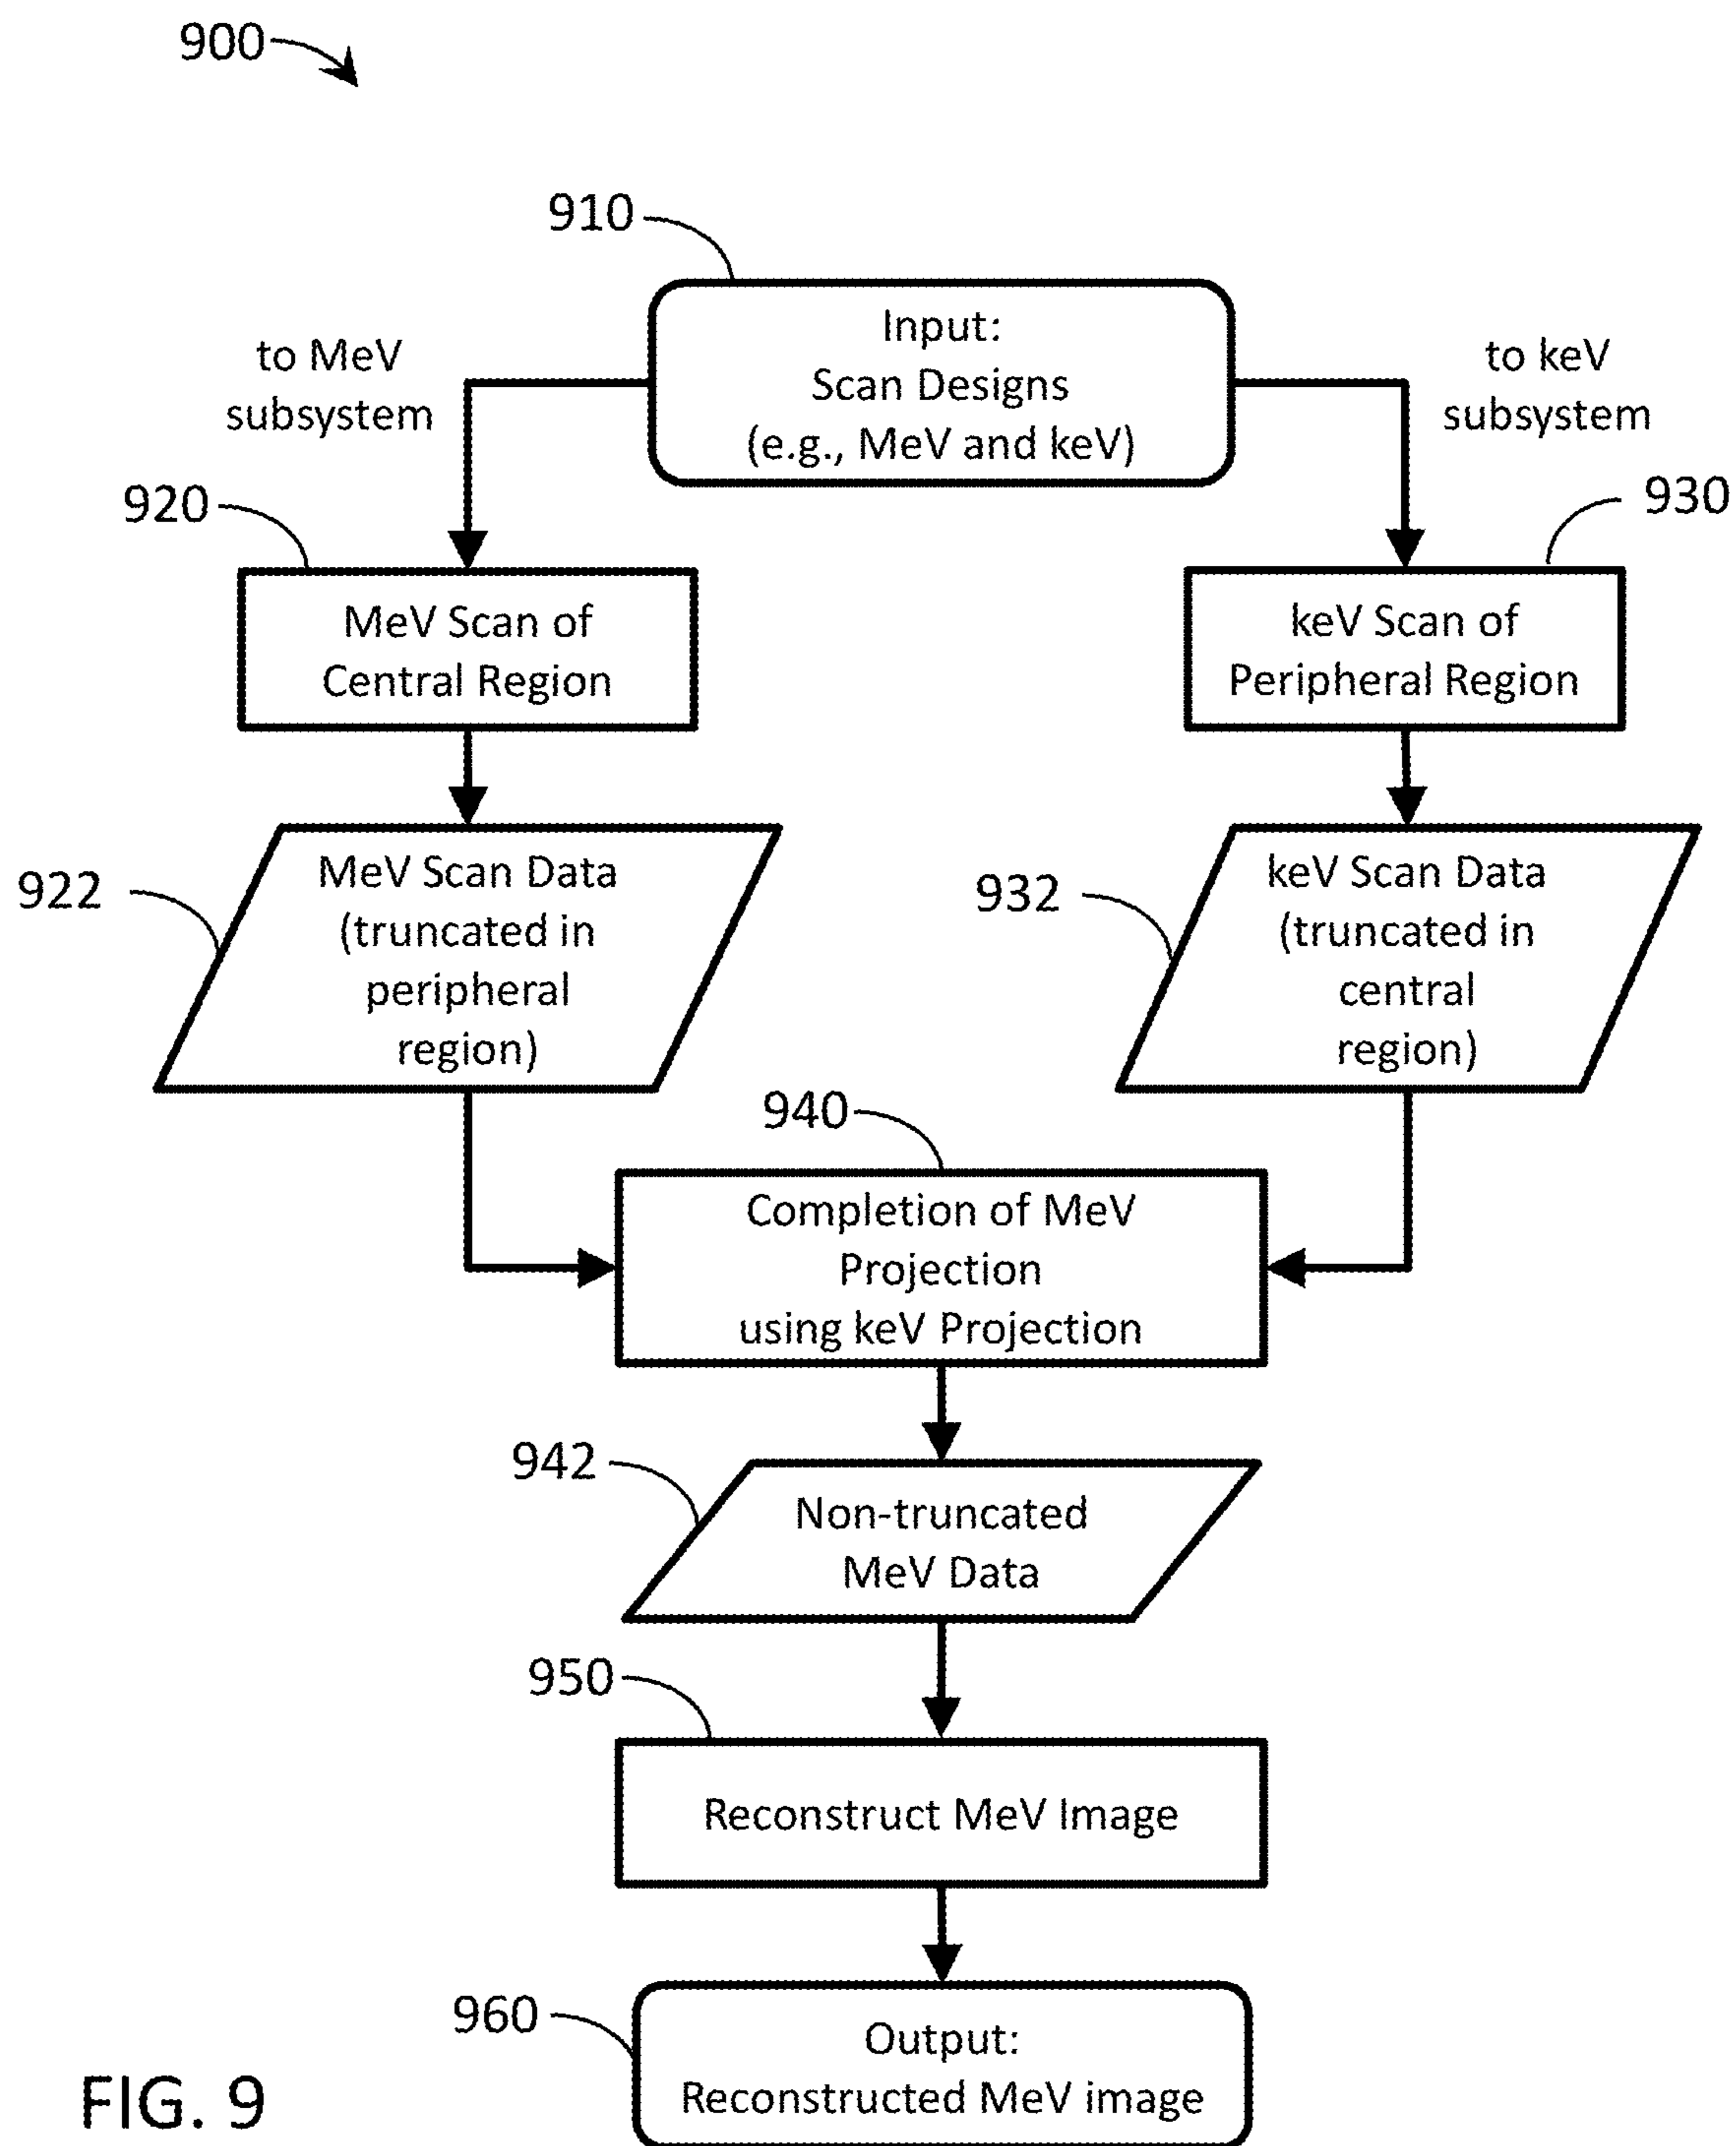 900
910
Input:
Scan Designs
(e.g., MeV and keV)
to MeV
subsystem
to keV
subsystem
920
MeV Scan of
Central Region
930
keV Scan of
Peripheral Region
922
MeV Scan Data
(truncated in
peripheral
region)
932
keV Scan Data
(truncated in
central
region)
940
Completion of MeV
Projection
using keV Projection
942
Non-truncated
MeV Data
950
Reconstruct MeV Image
960
Output:
Reconstructed MeV image
FIG. 9